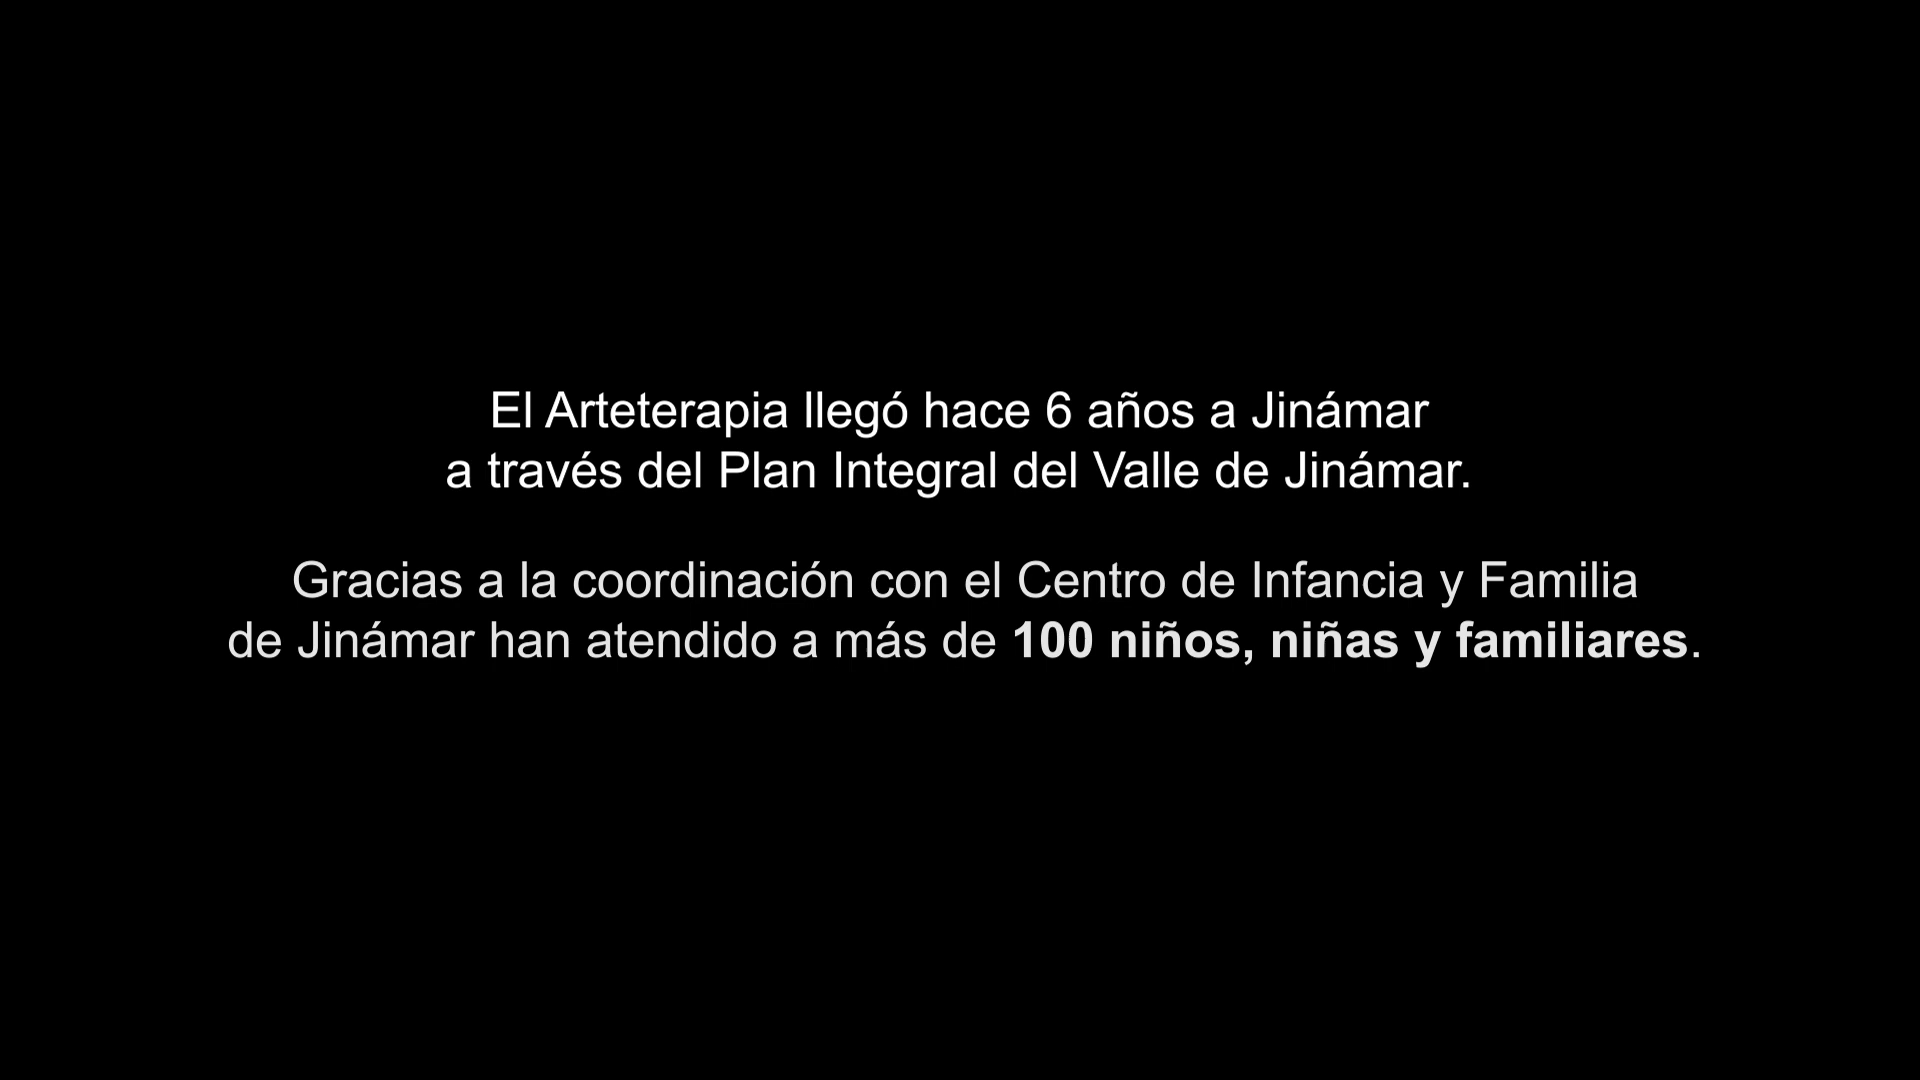 El Arteterapia llegó hace 6 años a Jinámar
a través del Plan Integral del Valle de Jinámar.
Gracias a la coordinación con el Centro de Infancia y Familia
de Jinámar han atendido a más de 100 niños, niñas y familiares.